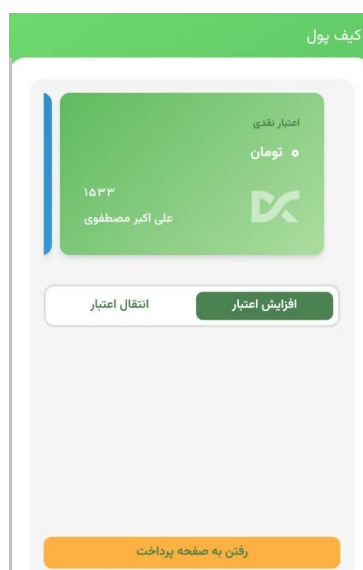 کیف پول
اعتبار نقدی
۰ تومان
۱۵۳۳
علی اکبر مصطفوی
افزایش اعتبار
انتقال اعتبار
رفتن به صفحه پرداخت